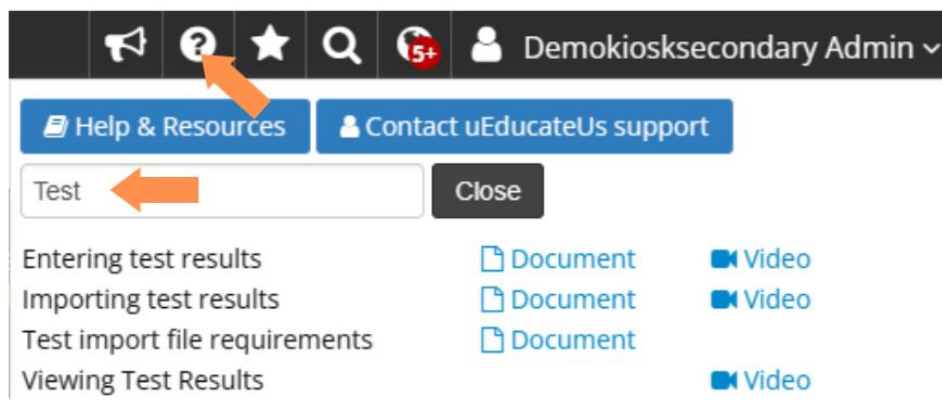 5+ Demokiosksecondary Admin
Help & Resources Contact uEducateUs support
Test Close
Entering test results Document Video
Importing test results Document Video
Test import file requirements Document
Viewing Test Results Video